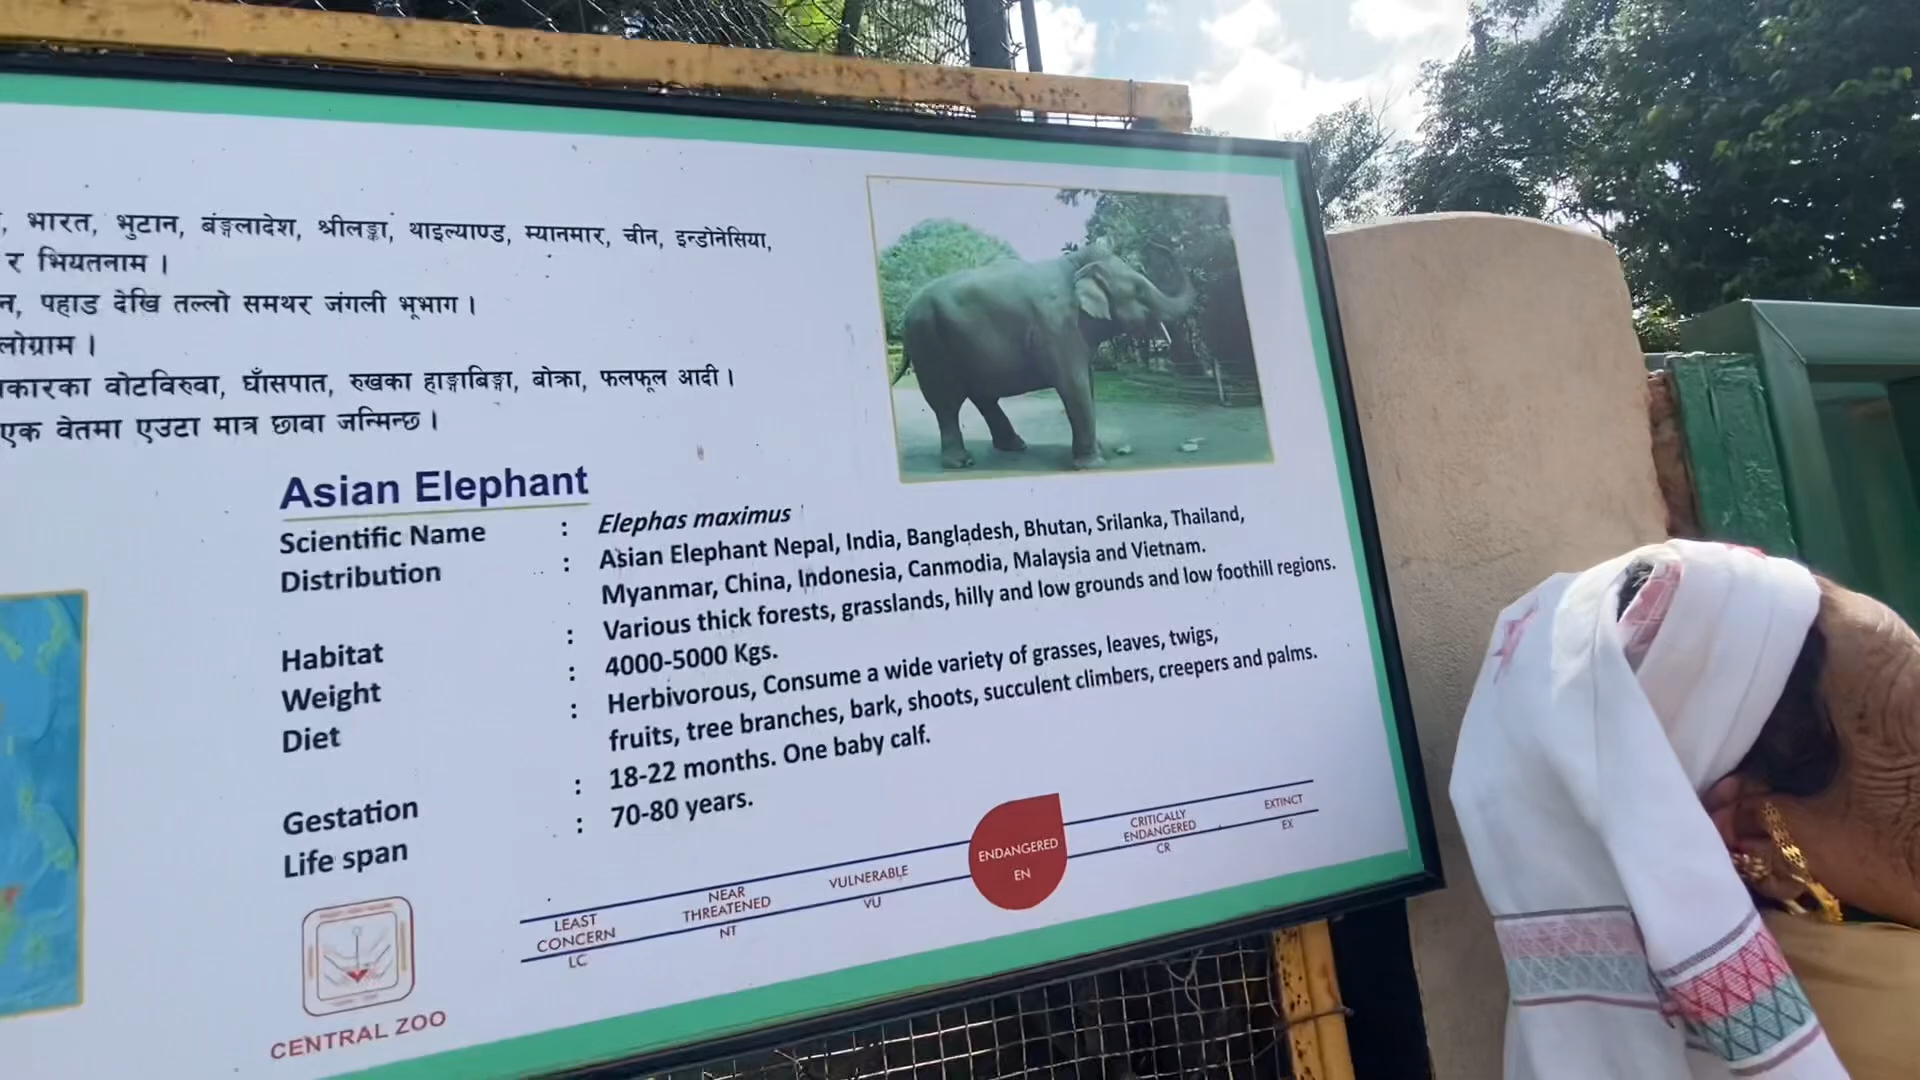 , भारत, भुटान, बंङ्गलादेश, श्रीलङ्का, थाइल्याण्ड, म्यानमार, चीन, इन्डोनेसिया,
र भियतनाम ।
पहाड देखि तल्लो समथर जंगली भूभाग ।
वोटविरुवा, घाँसपात, रुखका हाङ्गाबिङ्गा, बोक्रा, फलफूल आदी ।
एक वेतमा एउटा मात्र छावा जन्मिन्छ ।
Asian Elephant
Scientific Name : Elephas maximus
Distribution : Asian Elephant Nepal, India, Bangladesh, Bhutan, Srilanka, Thailand,
Myanmar, China, Indonesia, Canmodia, Malaysia and Vietnam.
Habitat : Various thick forests, grasslands, hilly and low grounds and low foothill regions.
Weight : 4000-5000 Kgs.
Diet : Herbivorous, Consume a wide variety of grasses, leaves, twigs,
fruits, tree branches, bark, shoots, succulent climbers, creepers and palms.
Gestation : 18-22 months. One baby calf.
Life span : 70-80 years.
LEAST CONCERN
LC
NEAR THREATENED
NT
VULNERABLE
VU
ENDANGERED
EN
CRITICALLY ENDANGERED
CR
EXTINCT
EX
CENTRAL ZOO